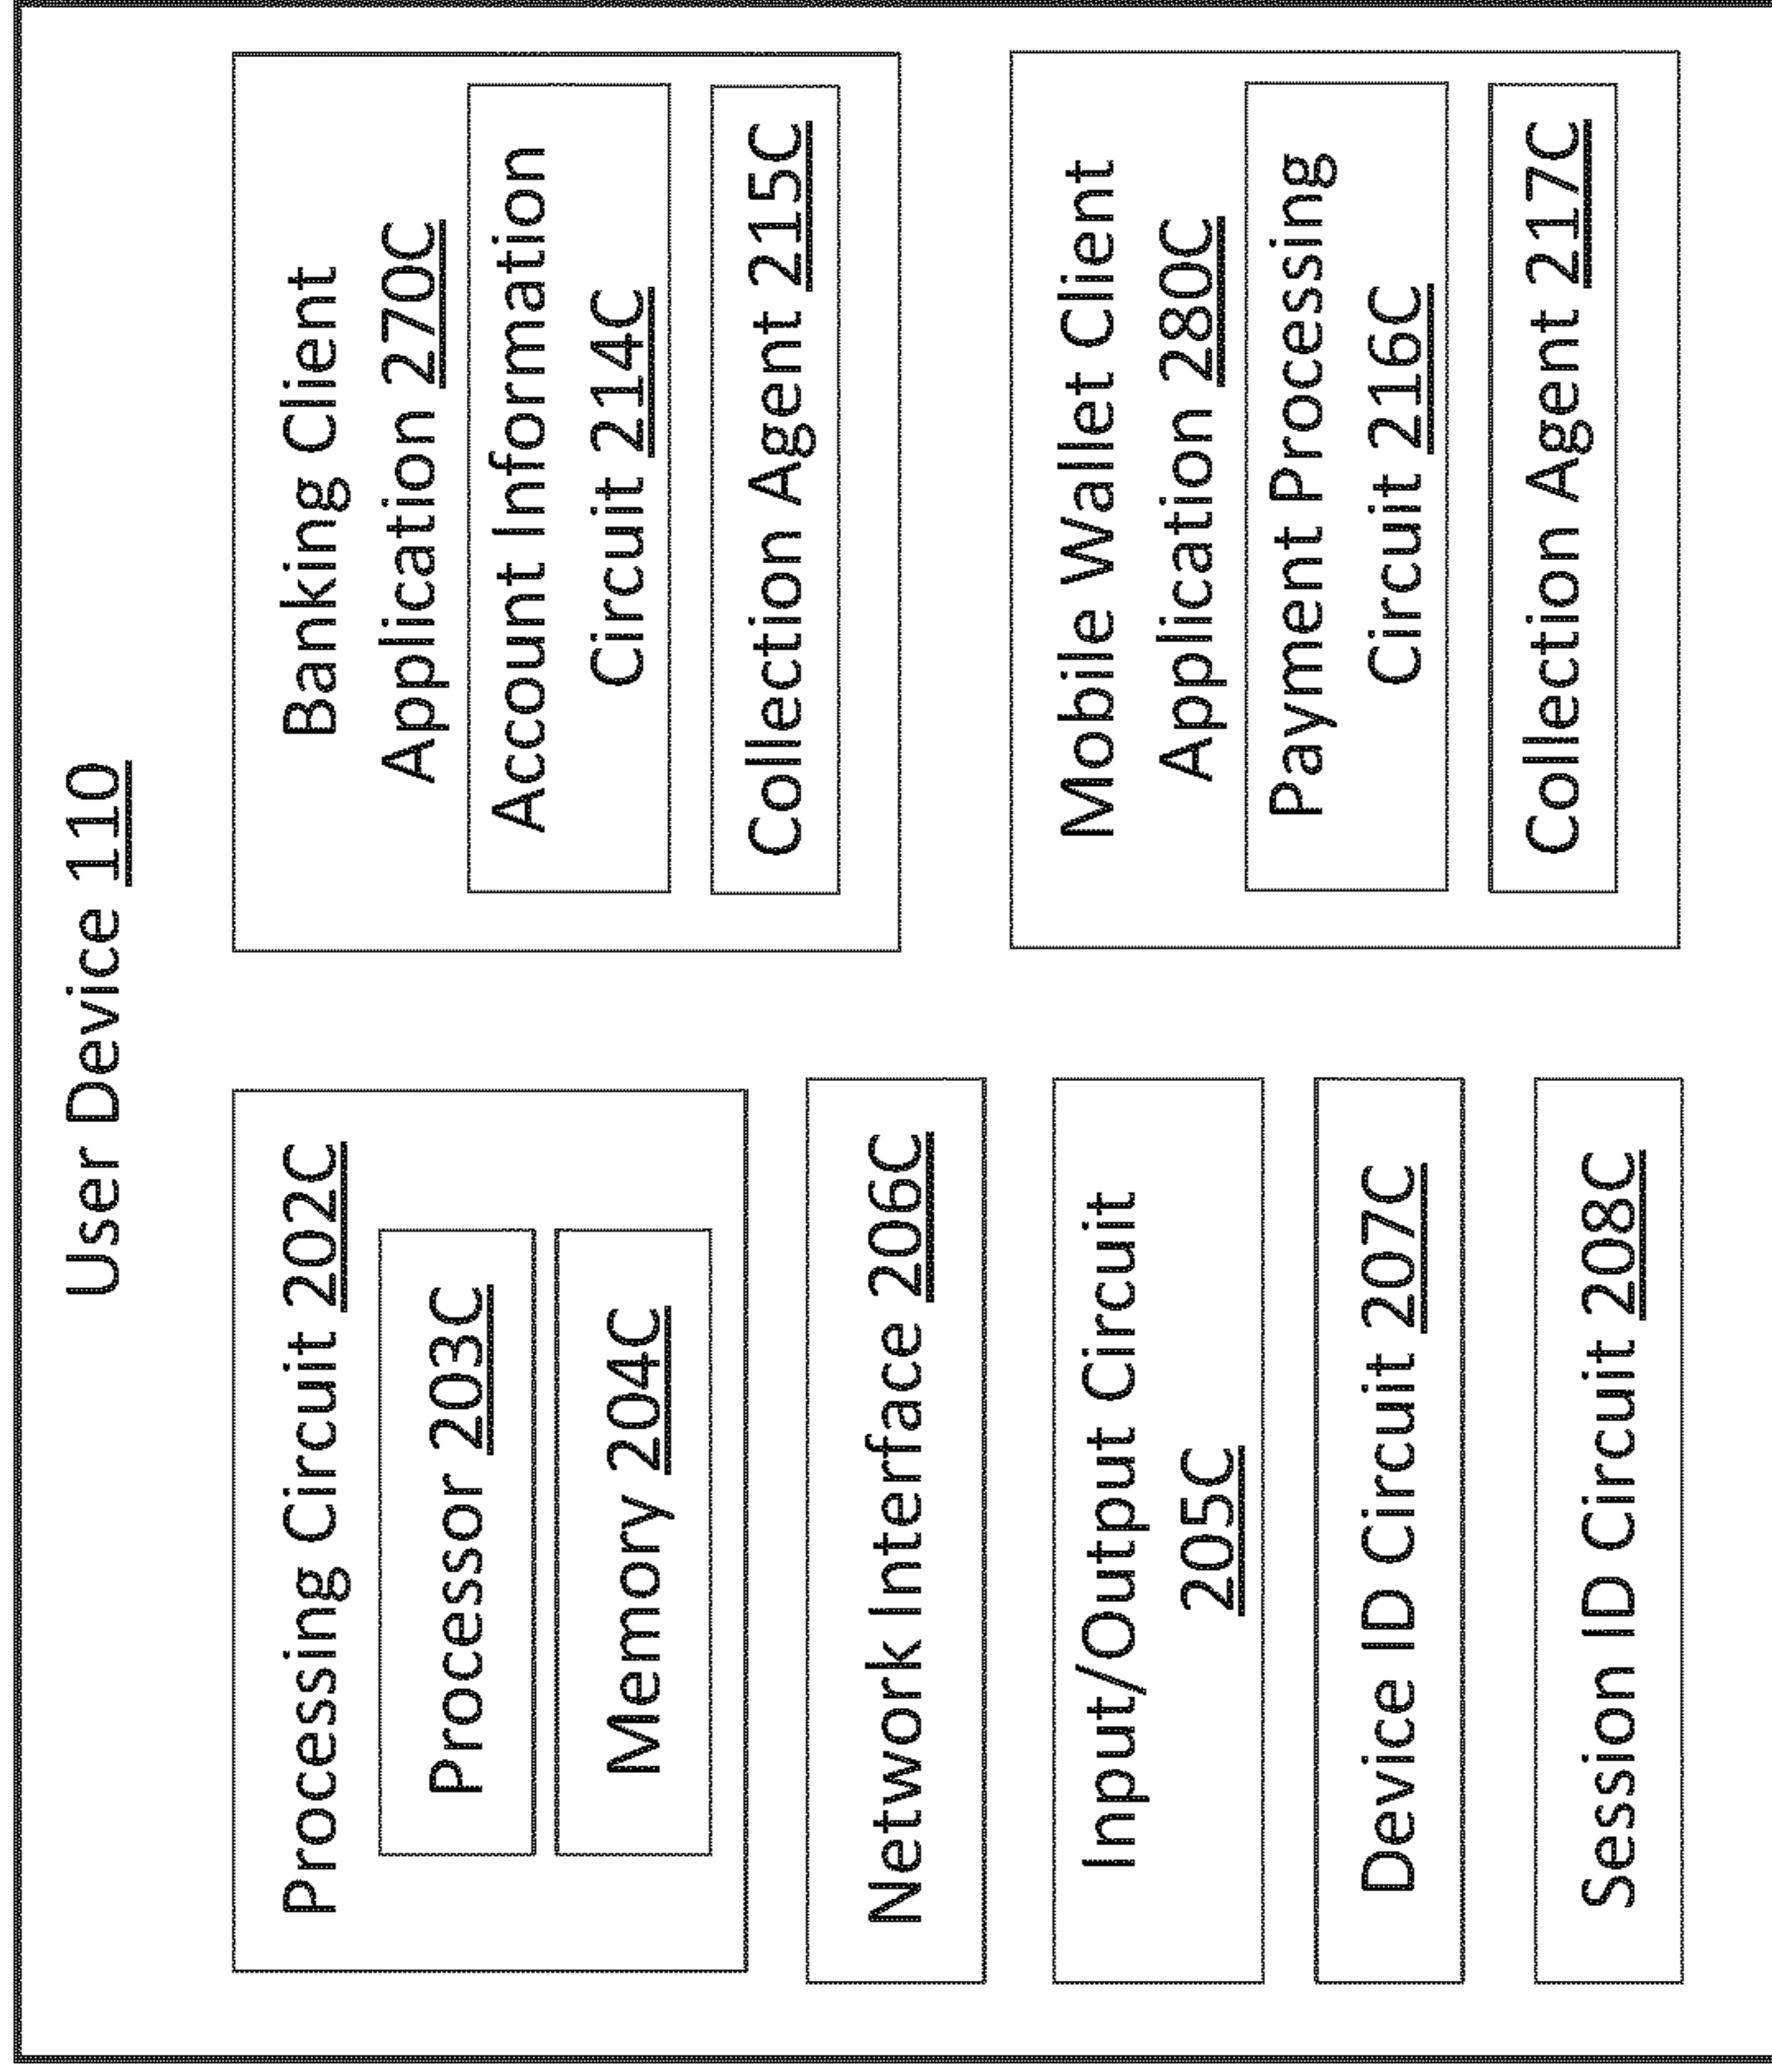 User Device 110
Processing Circuit 202C
Processor 203C
Memory 204C
Network Interface 206C
Input/Output Circuit
205C
Device ID Circuit 207C
Session ID Circuit 208C
Banking Client
Application 270C
Account Information
Circuit 214C
Collection Agent 215C
Mobile Wallet Client
Application 280C
Payment Processing
Circuit 216C
Collection Agent 217C